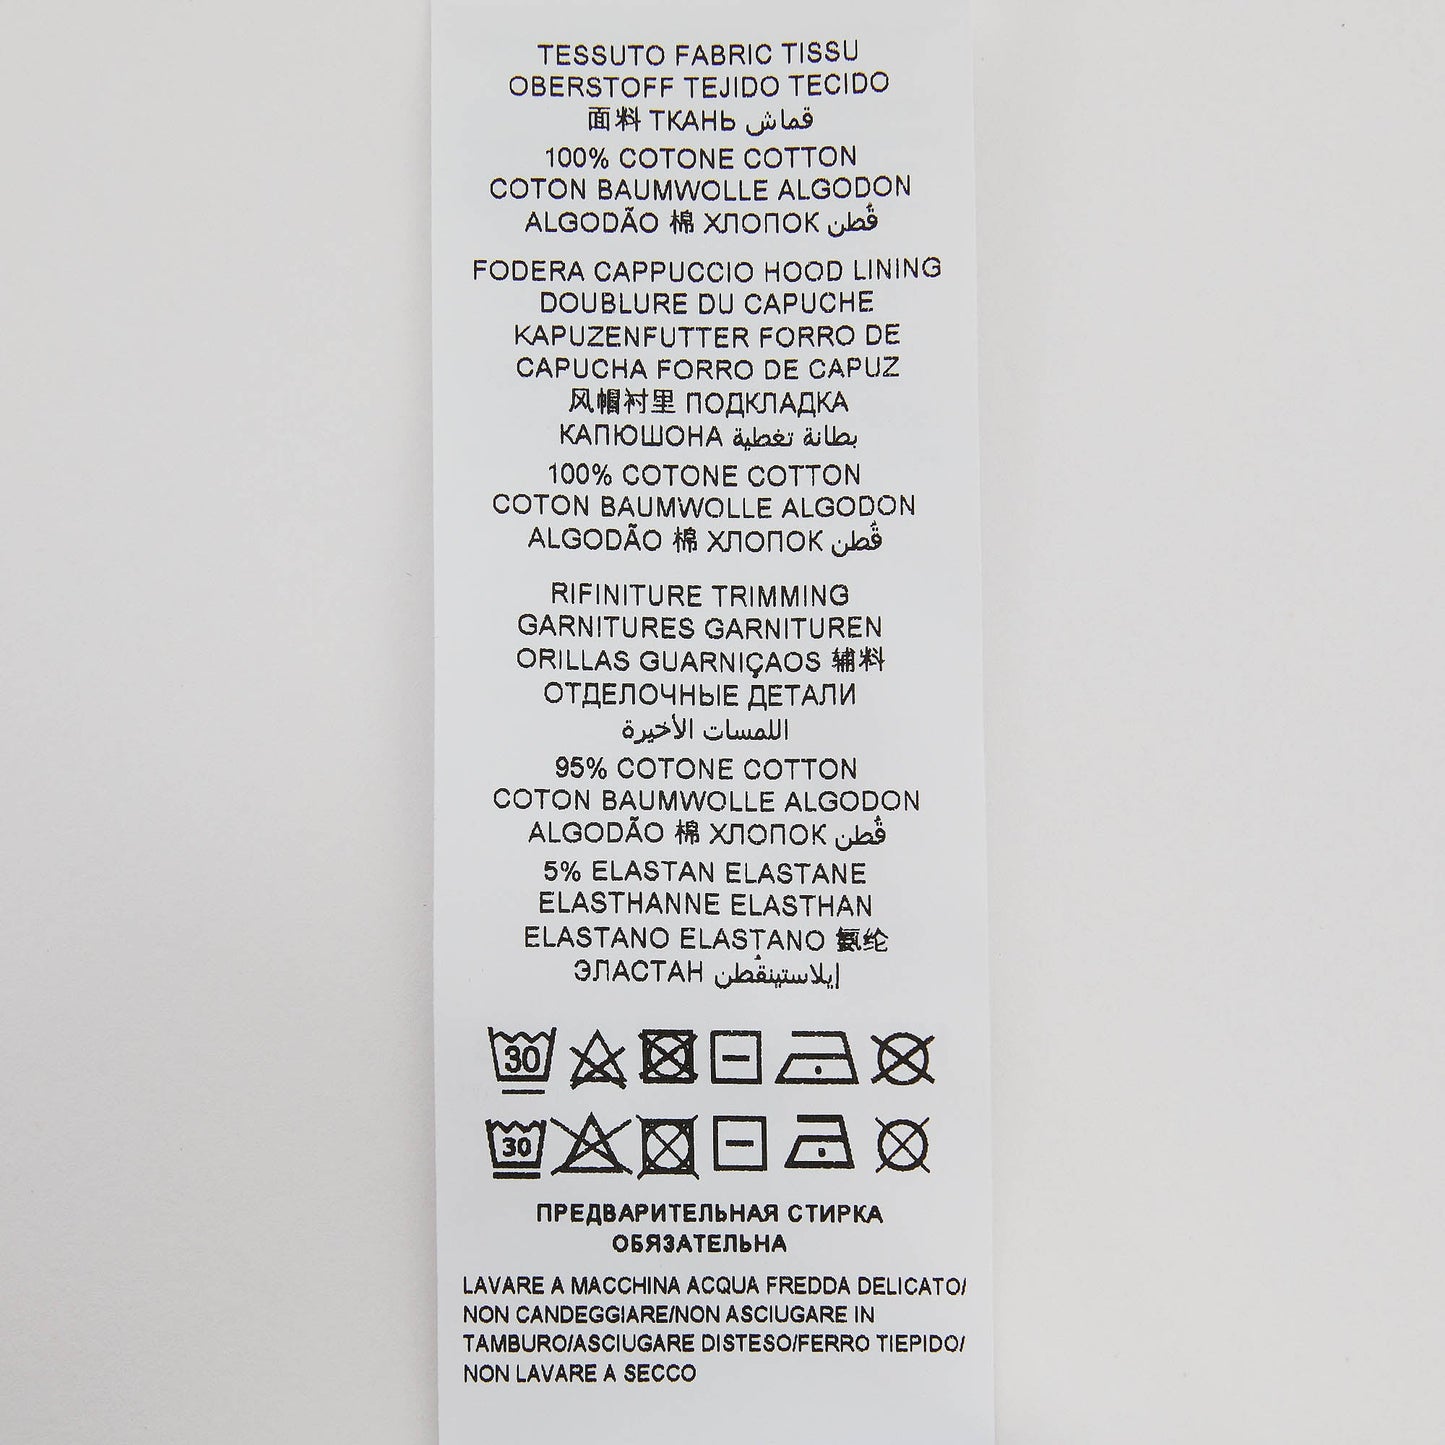 TESSUTO FABRIC TISSU
OBERSTOFF TEJIDO TECIDO
面料 ТКАНЬ قماش
100% COTONE COTTON
COTON BAUMWOLLE ALGODON
ALGODÃO 棉 ХЛОПОК قُطن
FODERA CAPPUCCIO HOOD LINING
DOUBLURE DU CAPUCHE
KAPUZENFUTTER FORRO DE
CAPUCHA FORRO DE CAPUZ
风帽衬里 ПОДКЛАДКА
КАПЮШОНА بطانة تغطية
100% COTONE COTTON
COTON BAUMWOLLE ALGODON
ALGODÃO 棉 ХЛОПОК قُطن
RIFINITURE TRIMMING
GARNITURES GARNITUREN
ORILLAS GUARNIÇAOS 辅料
ОТДЕЛОЧНЫЕ ДЕТАЛИ
اللمسات الأخيرة
95% COTONE COTTON
COTON BAUMWOLLE ALGODON
ALGODÃO 棉 ХЛОПОК قُطن
5% ELASTAN ELASTANE
ELASTHANNE ELASTHAN
ELASTANO ELASTANO 氨纶
ЭЛАСТАН إيلاستينقُطن
30
30
ПРЕДВАРИТЕЛЬНАЯ СТИРКА
ОБЯЗАТЕЛЬНА
LAVARE A MACCHINA ACQUA FREDDA DELICATO/
NON CANDEGGIARE/NON ASCIUGARE IN
TAMBURO/ASCIUGARE DISTESO/FERRO TIEPIDO/
NON LAVARE A SECCO